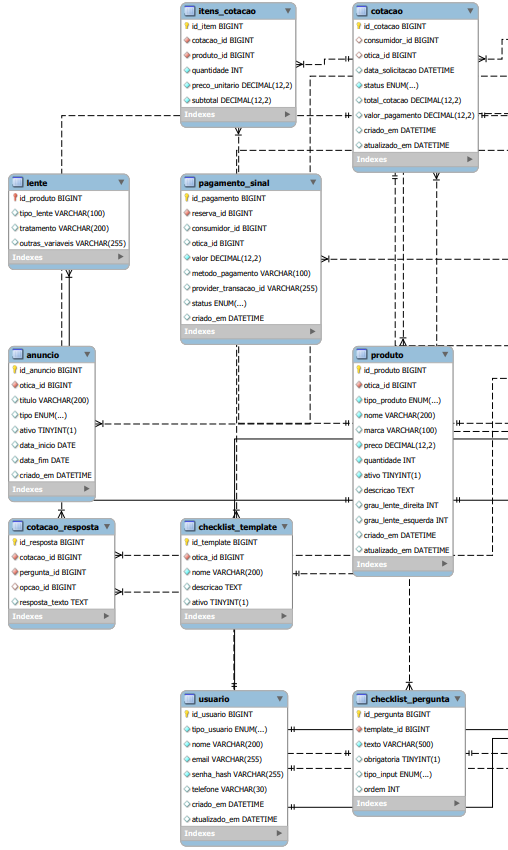 itens_cotacao
id_item BIGINT
cotacao_id BIGINT
produto_id BIGINT
quantidade INT
preco_unitario DECIMAL(12,2)
subtotal DECIMAL(12,2)
Indexes
cotacao
id_cotacao BIGINT
consumidor_id BIGINT
otica_id BIGINT
data_solicitacao DATETIME
status ENUM(...)
total_cotacao DECIMAL(12,2)
valor_pagamento DECIMAL(12,2)
criado_em DATETIME
atualizado_em DATETIME
Indexes
lente
id_produto BIGINT
tipo_lente VARCHAR(100)
tratamento VARCHAR(200)
outras_variaveis VARCHAR(255)
Indexes
pagamento_sinal
id_pagamento BIGINT
reserva_id BIGINT
consumidor_id BIGINT
otica_id BIGINT
valor DECIMAL(12,2)
metodo_pagamento VARCHAR(100)
provider_transacao_id VARCHAR(255)
status ENUM(...)
criado_em DATETIME
Indexes
anuncio
id_anuncio BIGINT
otica_id BIGINT
titulo VARCHAR(200)
tipo ENUM(...)
ativo TINYINT(1)
data_inicio DATE
data_fim DATE
criado_em DATETIME
Indexes
produto
id_produto BIGINT
otica_id BIGINT
tipo_produto ENUM(...)
nome VARCHAR(200)
marca VARCHAR(100)
preco DECIMAL(12,2)
quantidade INT
ativo TINYINT(1)
descricao TEXT
grau_lente_direita INT
grau_lente_esquerda INT
criado_em DATETIME
atualizado_em DATETIME
Indexes
cotacao_resposta
id_resposta BIGINT
cotacao_id BIGINT
pergunta_id BIGINT
opcao_id BIGINT
resposta_texto TEXT
Indexes
checklist_template
id_template BIGINT
otica_id BIGINT
nome VARCHAR(200)
descricao TEXT
ativo TINYINT(1)
Indexes
usuario
id_usuario BIGINT
tipo_usuario ENUM(...)
nome VARCHAR(200)
email VARCHAR(255)
senha_hash VARCHAR(255)
telefone VARCHAR(30)
criado_em DATETIME
atualizado_em DATETIME
Indexes
checklist_pergunta
id_pergunta BIGINT
template_id BIGINT
texto VARCHAR(500)
obrigatoria TINYINT(1)
tipo_input ENUM(...)
ordem INT
Indexes